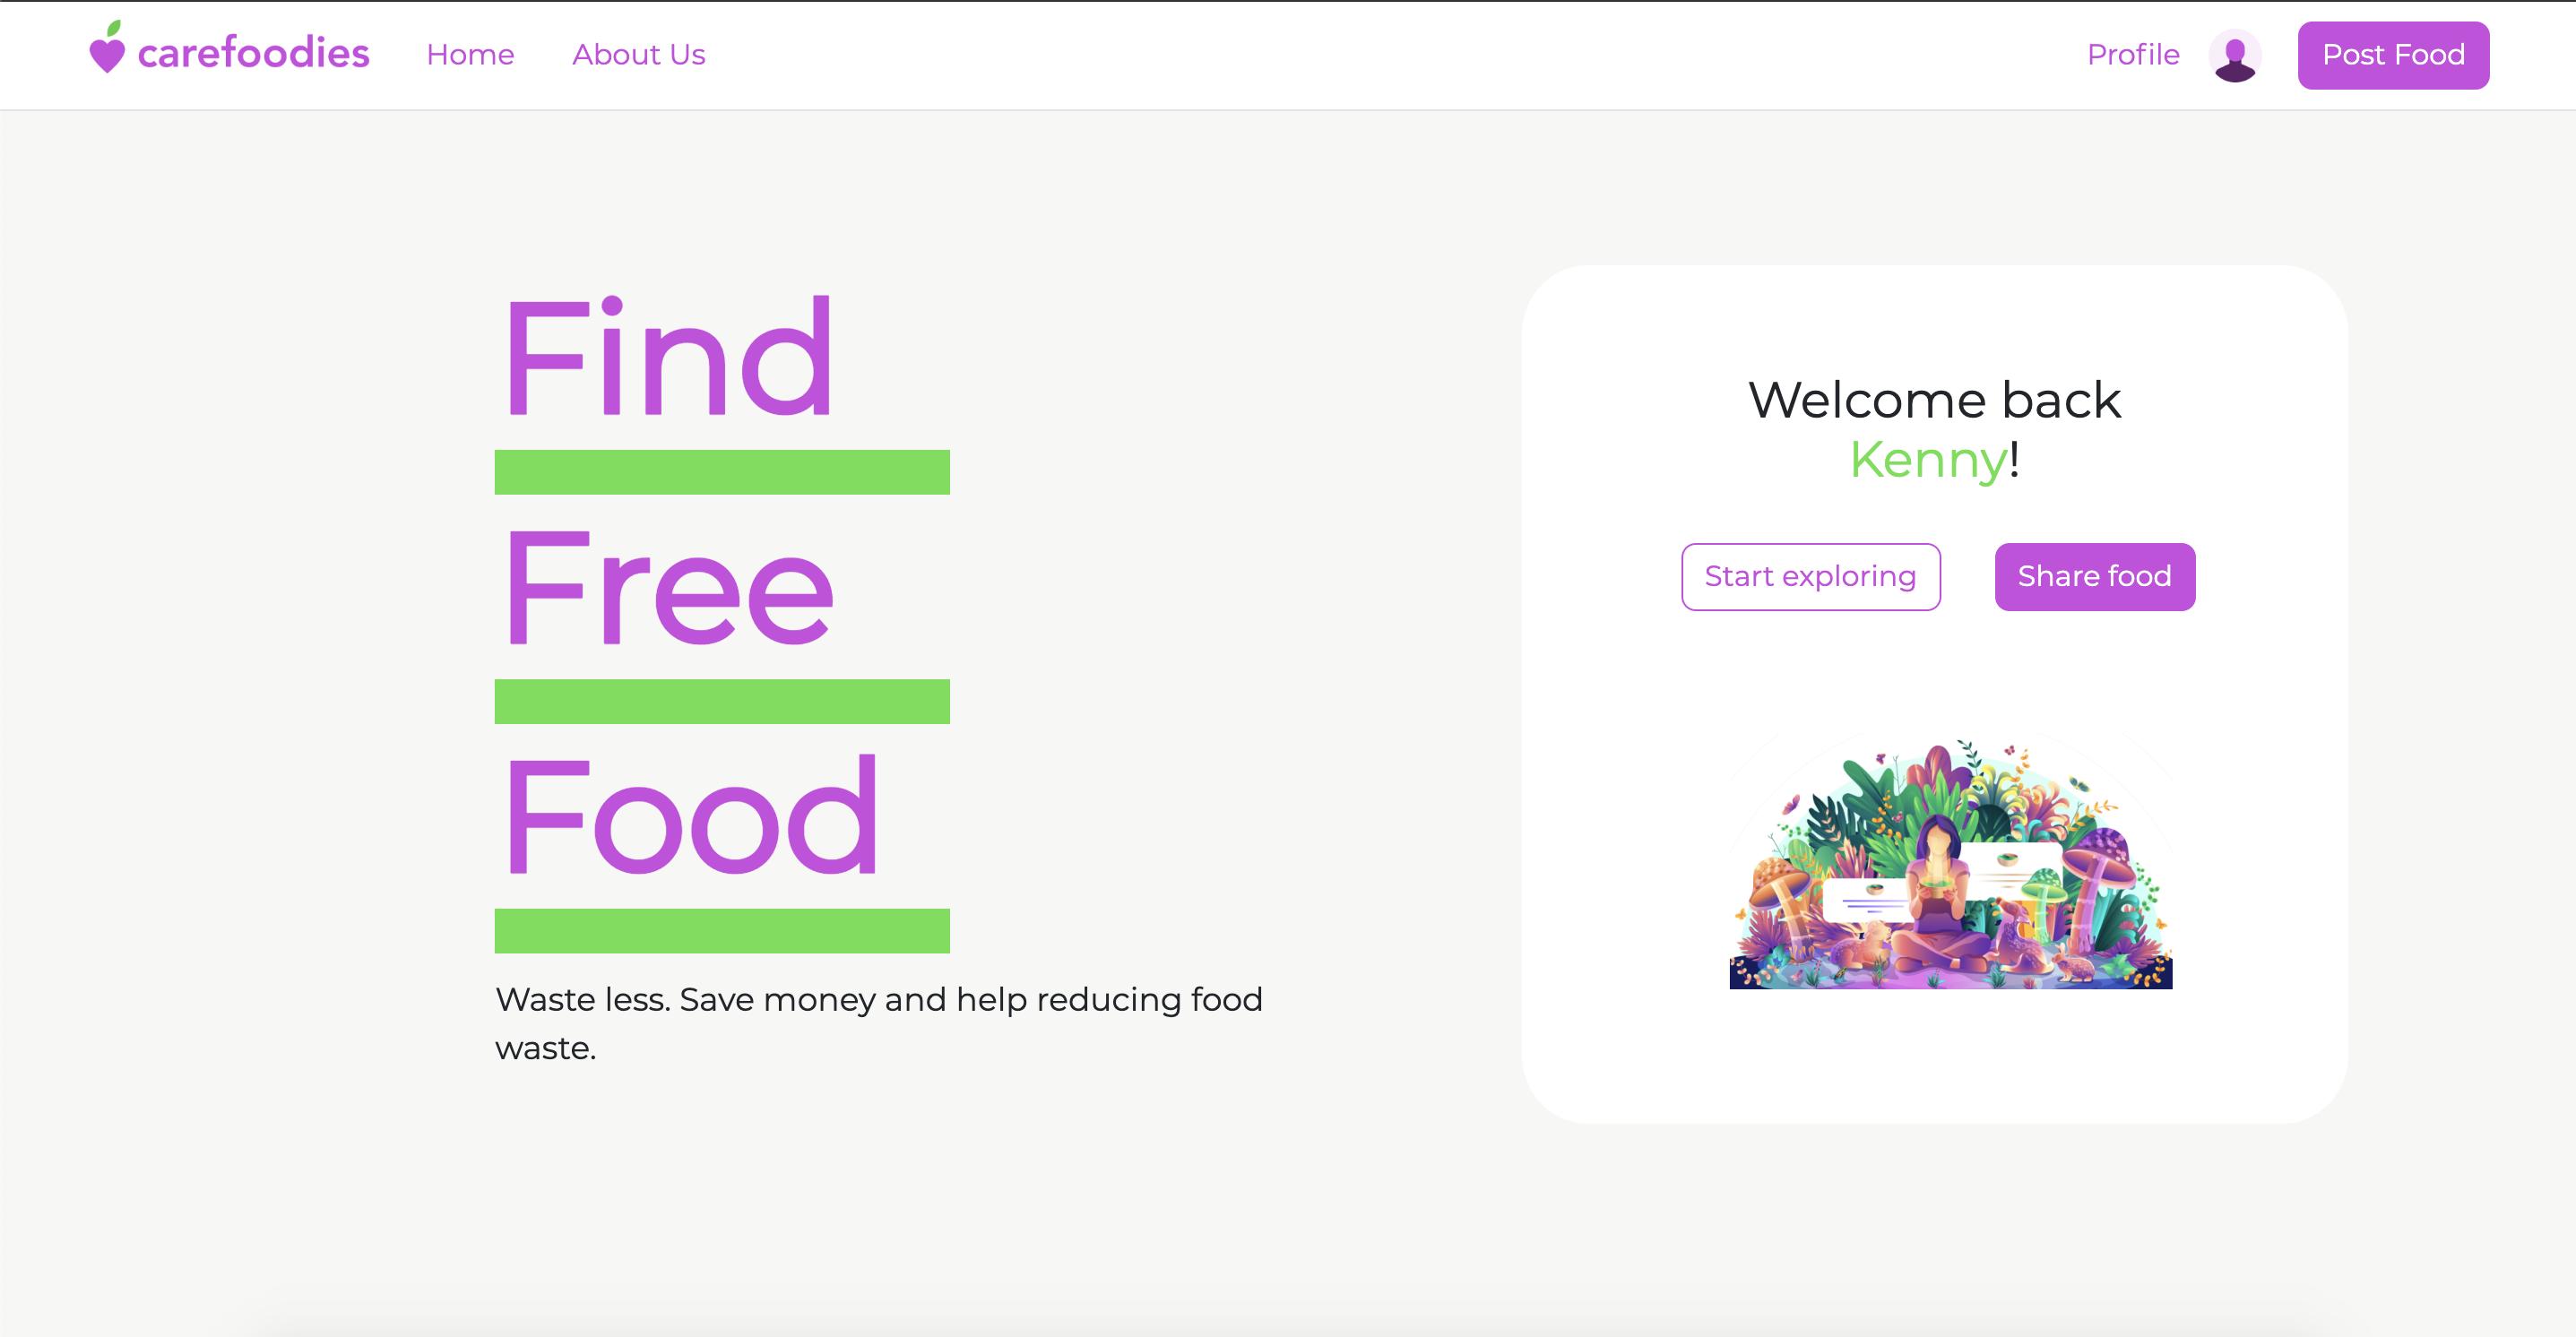 carefoodies
Home
About Us
Profile
Post Food
Find
Free
Food
Waste less. Save money and help reducing food
waste.
Welcome back
Kenny!
Start exploring
Share food